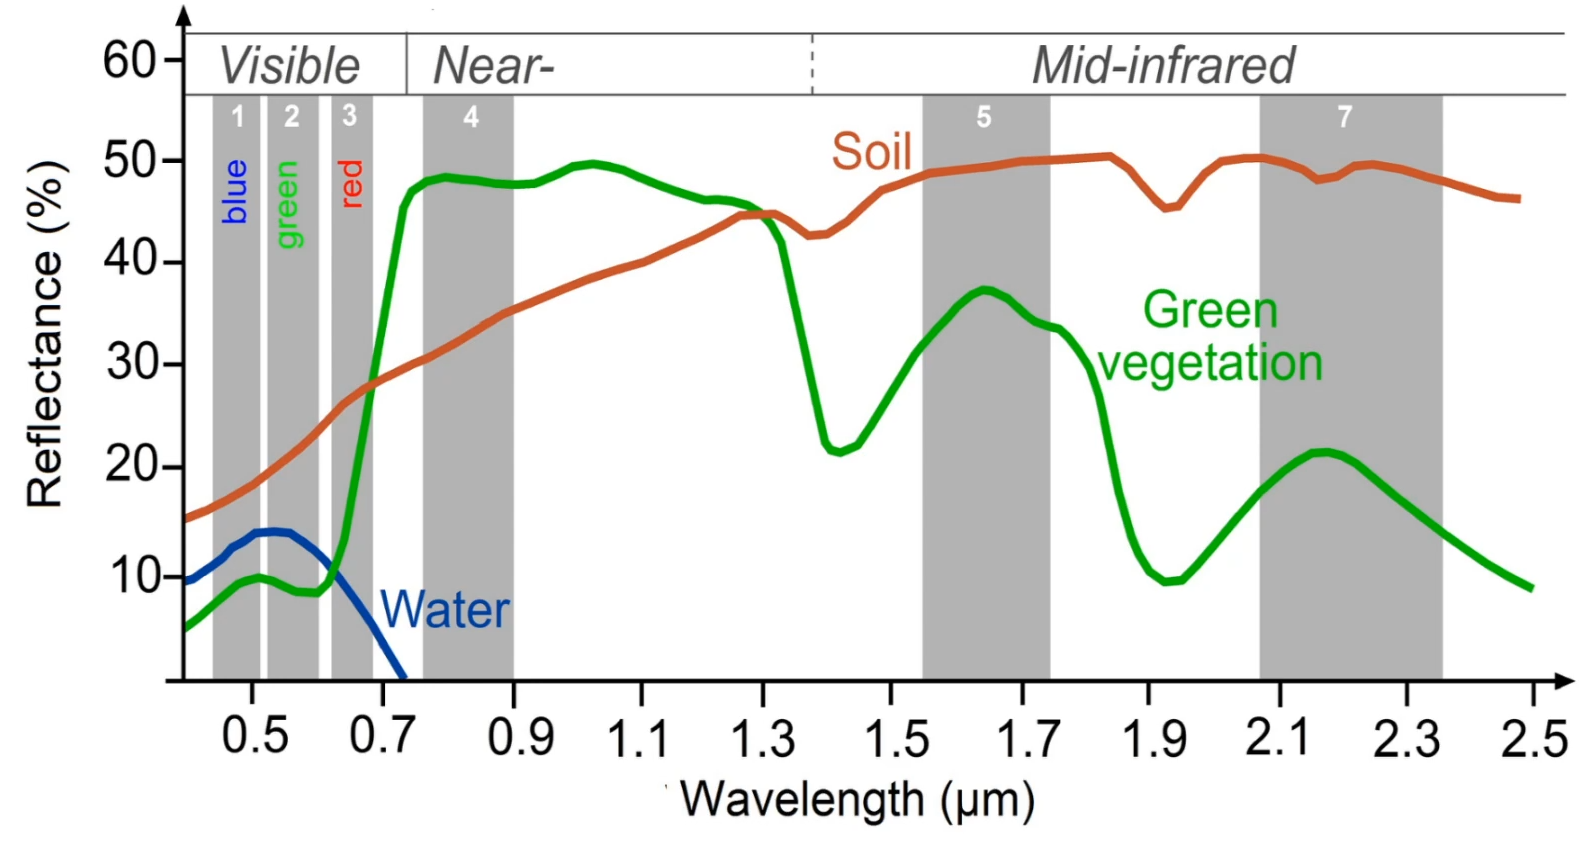 Visible Near- Mid-infrared
1 2 3 4 5 7
blue green red
Soil
Green
vegetation
Water
60
50
40
30
20
10
Reflectance (%)
0.5 0.7 0.9 1.1 1.3 1.5 1.7 1.9 2.1 2.3 2.5
Wavelength (μm)